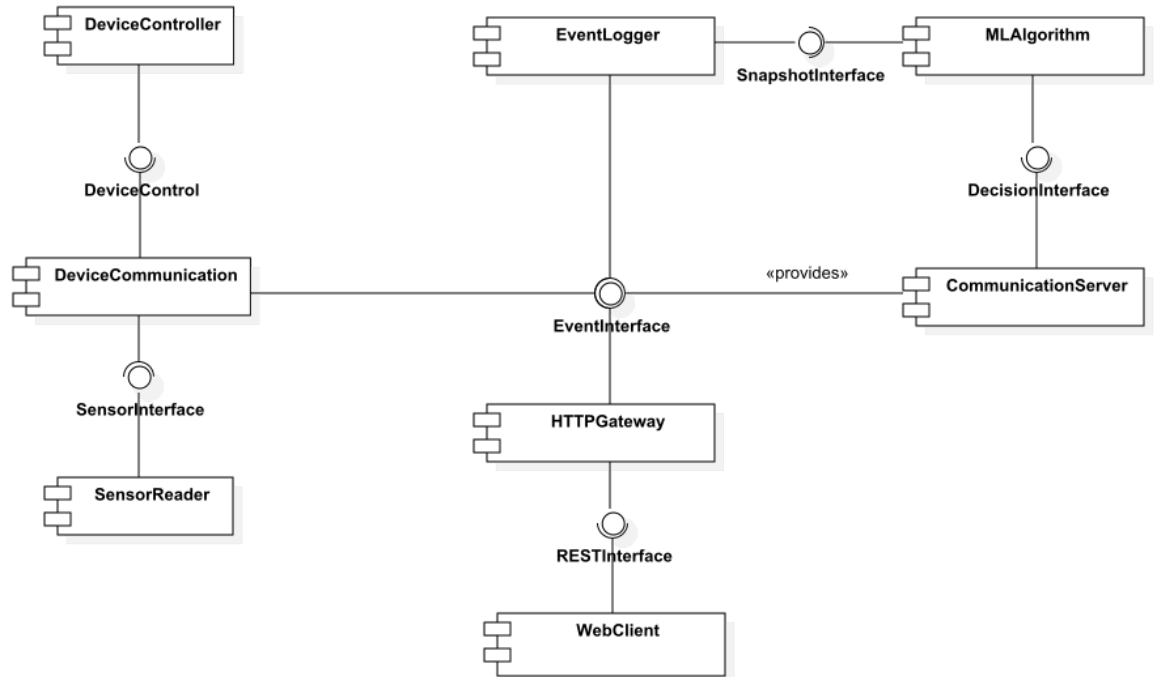 DeviceController
EventLogger
MLAlgorithm
SnapshotInterface
DeviceControl
DecisionInterface
DeviceCommunication
«provides»
CommunicationServer
EventInterface
SensorInterface
HTTPGateway
SensorReader
RESTInterface
WebClient